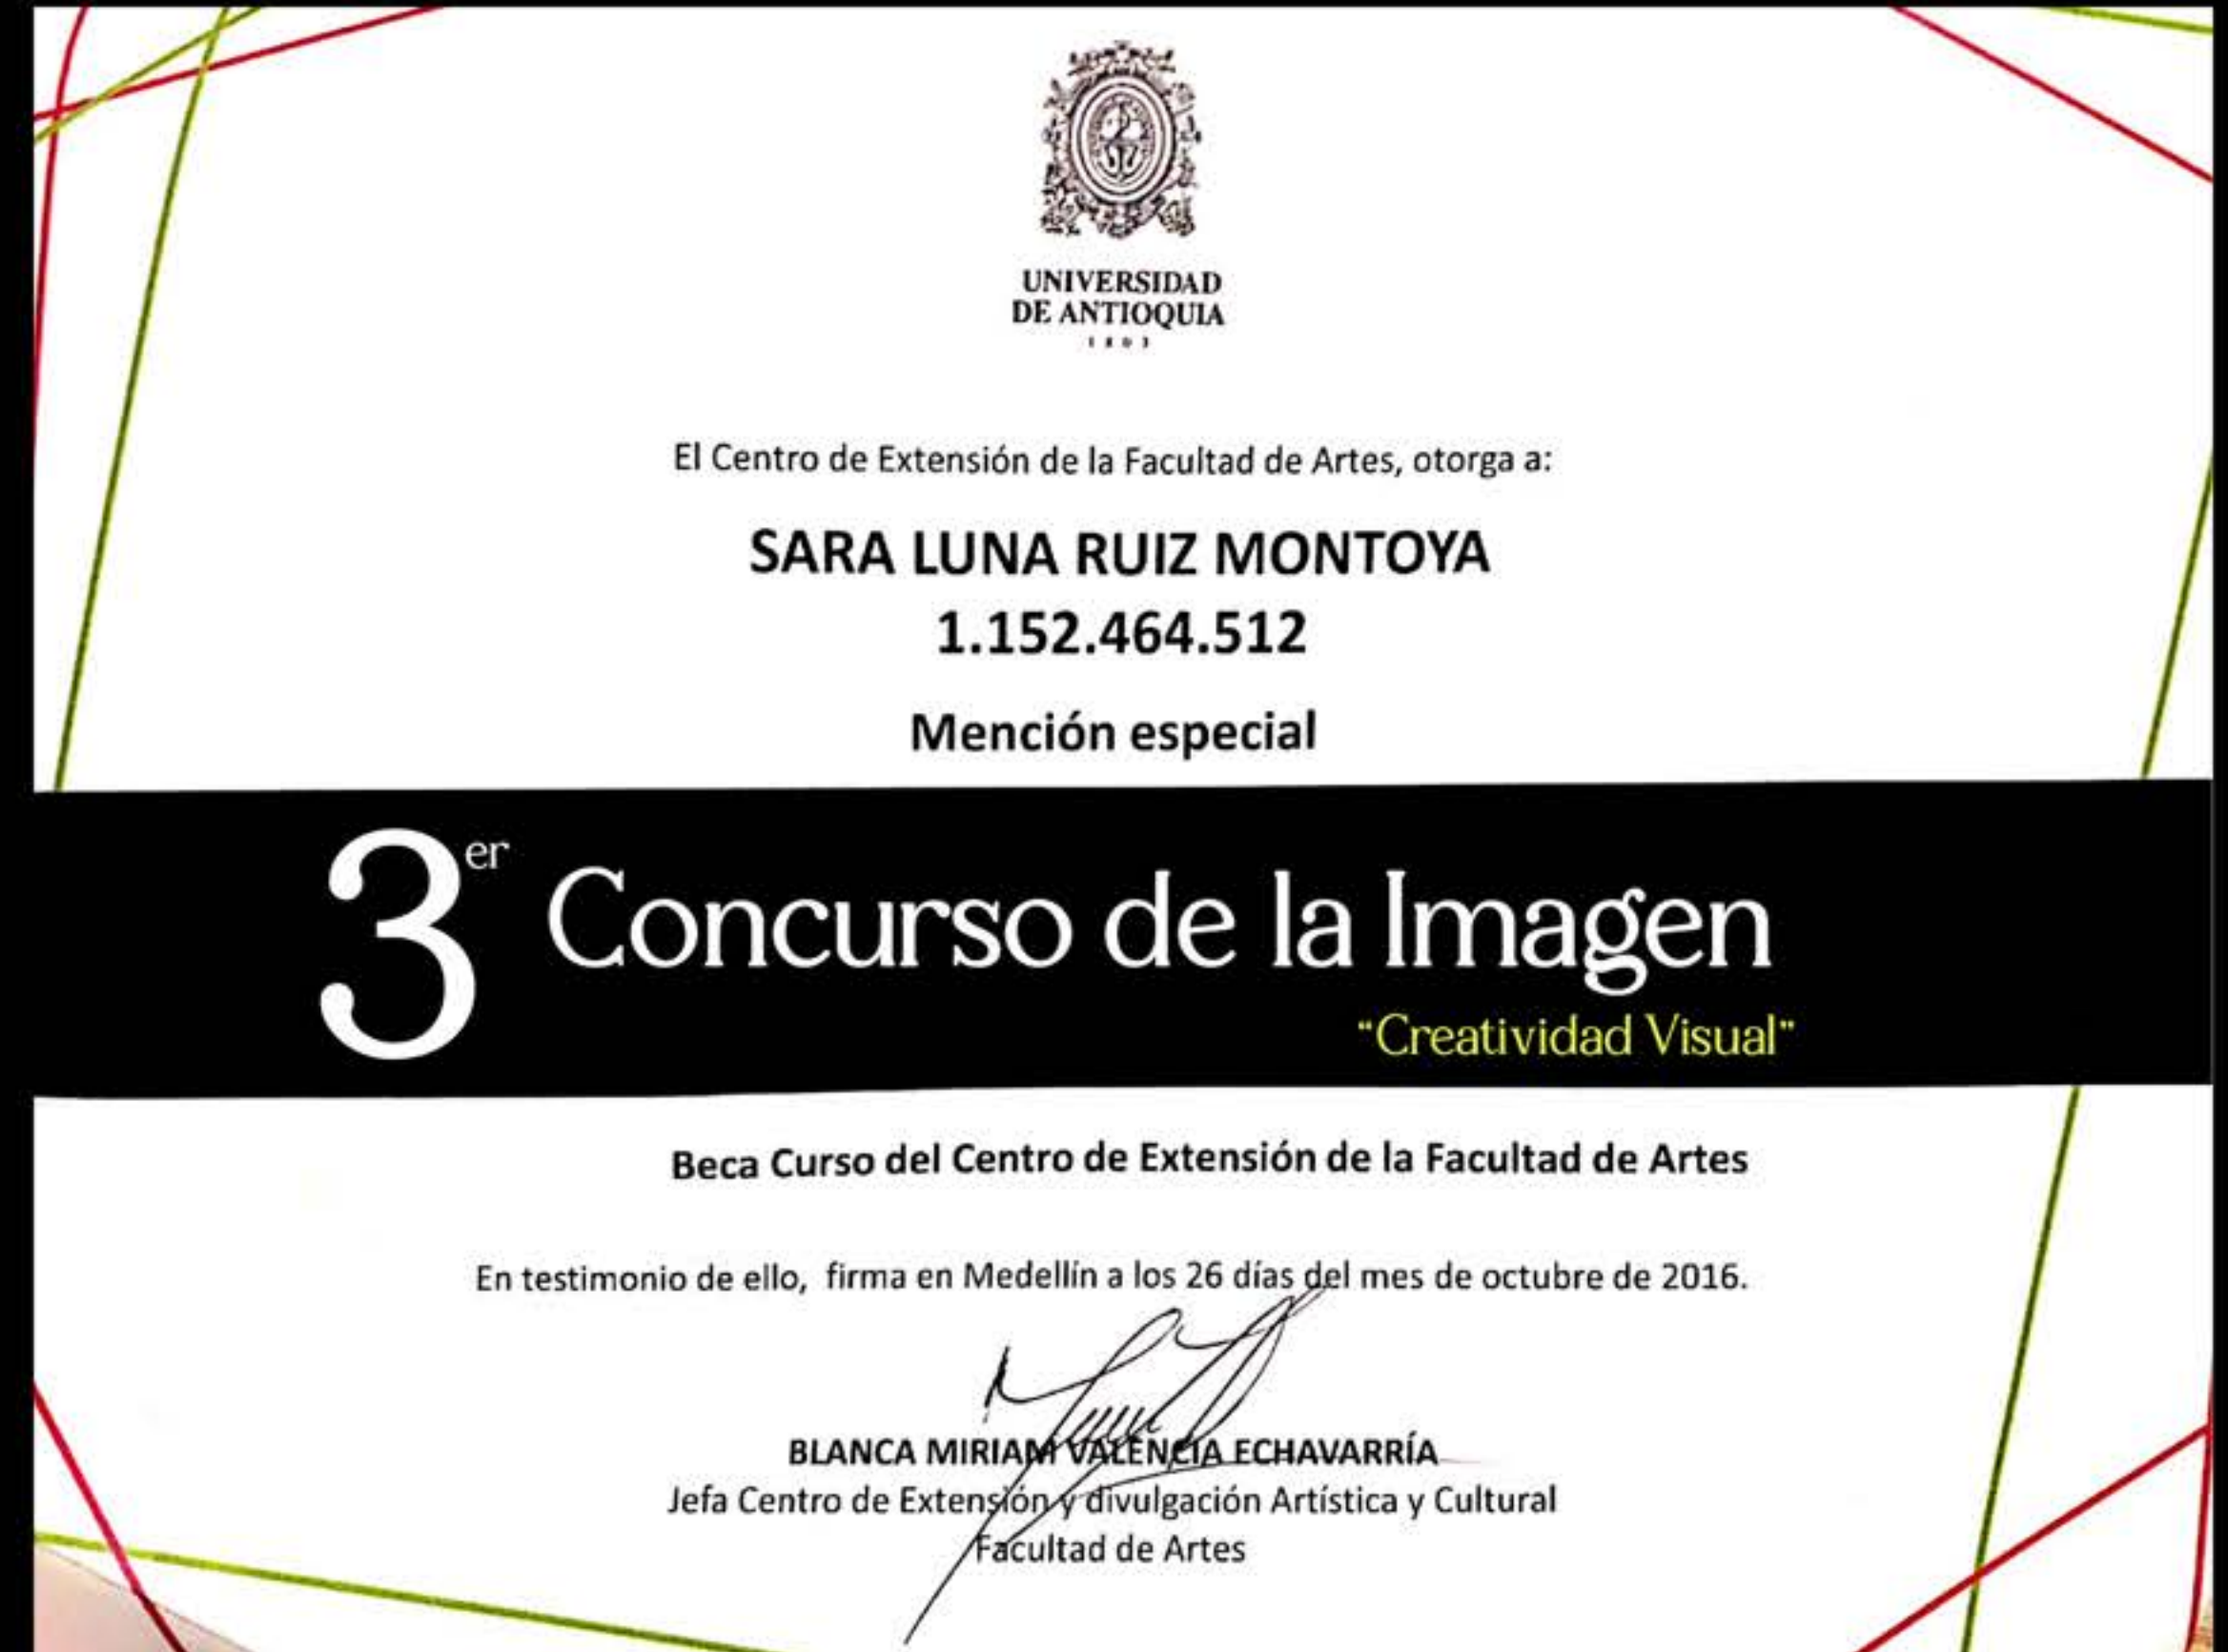 UNIVERSIDAD
DE ANTIOQUIA
1803
El Centro de Extensión de la Facultad de Artes, otorga a:
SARA LUNA RUIZ MONTOYA
1.152.464.512
Mención especial
3er Concurso de la Imagen
“Creatividad Visual”
Beca Curso del Centro de Extensión de la Facultad de Artes
En testimonio de ello, firma en Medellín a los 26 días del mes de octubre de 2016.
BLANCA MIRIAM VALENCIA ECHAVARRÍA
Jefa Centro de Extensión y divulgación Artística y Cultural
Facultad de Artes